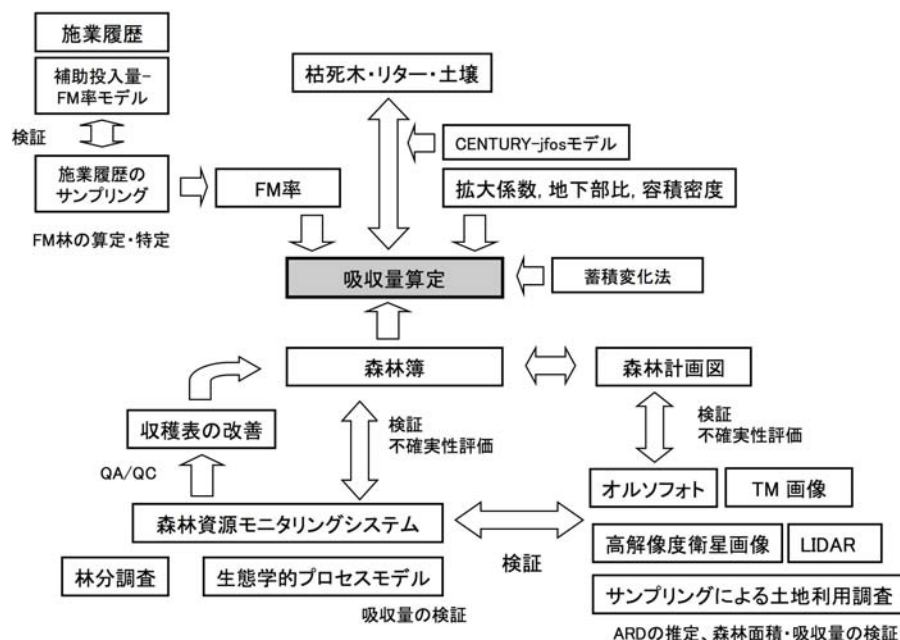 施業履歴
補助投入量-
FM率モデル
検証
施業履歴の
サンプリング
FM林の算定・特定
FM率
枯死木・リター・土壌
CENTURY-jfosモデル
拡大係数, 地下部比, 容積密度
吸収量算定
蓄積変化法
森林簿
森林計画図
収穫表の改善
検証
不確実性評価
検証
不確実性評価
QA/QC
オルソフォト
TM 画像
森林資源モニタリングシステム
検証
高解像度衛星画像
LIDAR
林分調査
生態学的プロセスモデル
吸収量の検証
サンプリングによる土地利用調査
ARDの推定、森林面積・吸収量の検証